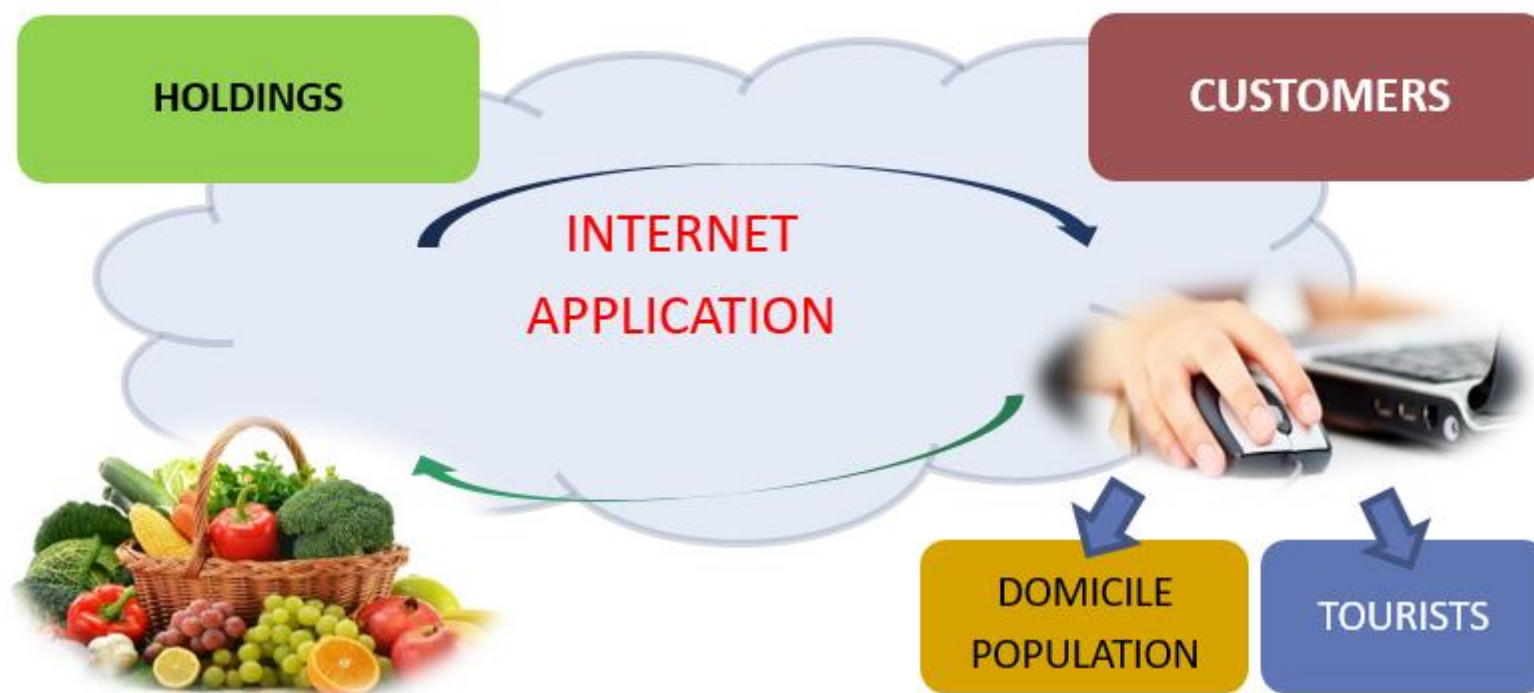 HOLDINGS
CUSTOMERS
INTERNET
APPLICATION
DOMICILE
POPULATION
TOURISTS